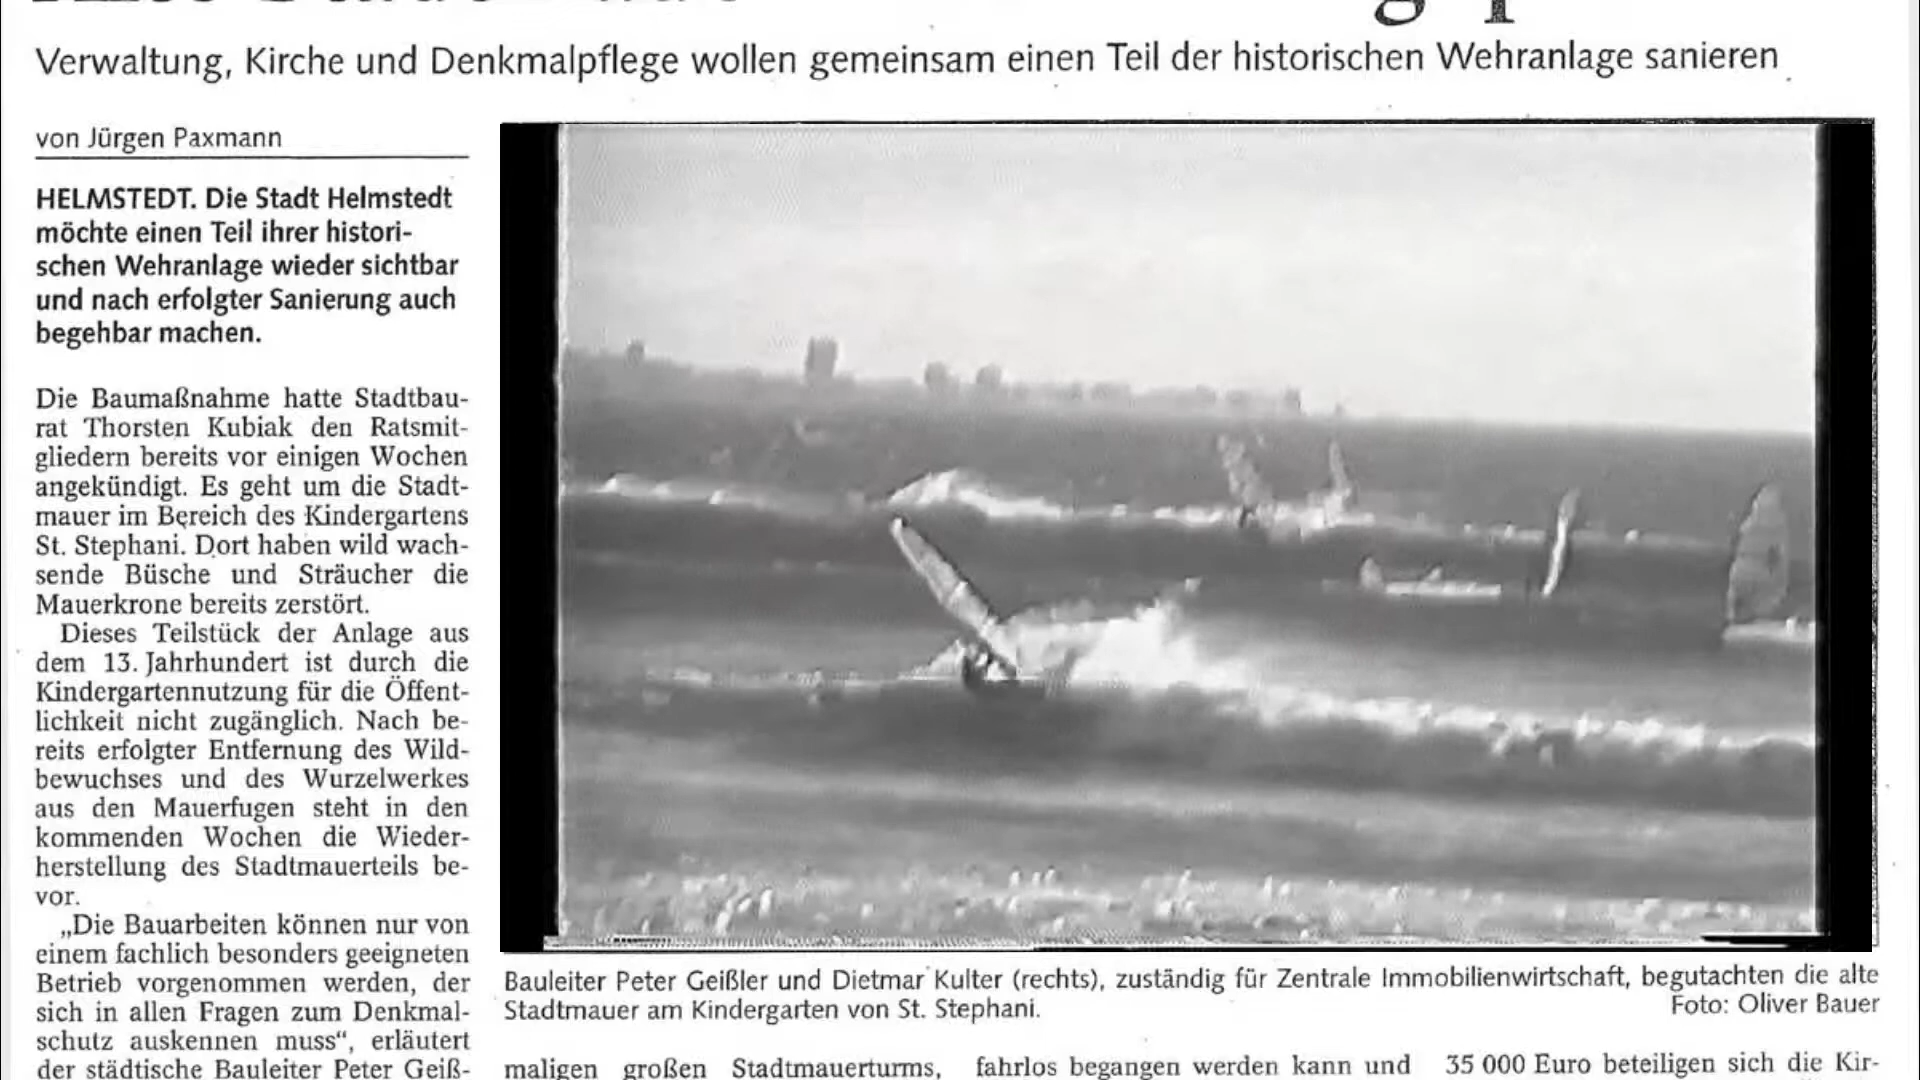 Verwaltung, Kirche und Denkmalpflege wollen gemeinsam einen Teil der historischen Wehranlage sanieren
von Jürgen Paxmann
HELMSTEDT. Die Stadt Helmstedt
möchte einen Teil ihrer histori-
schen Wehranlage wieder sichtbar
und nach erfolgter Sanierung auch
begehbar machen.
Die Baumaßnahme hatte Stadtbau-
rat Thorsten Kubiak den Ratsmit-
gliedern bereits vor einigen Wochen
angekündigt. Es geht um die Stadt-
mauer im Bereich des Kindergartens
St. Stephani. Dort haben wild wach-
sende Büsche und Sträucher die
Mauerkrone bereits zerstört.
Dieses Teilstück der Anlage aus
dem 13. Jahrhundert ist durch die
Kindergartennutzung für die Öffent-
lichkeit nicht zugänglich. Nach be-
reits erfolgter Entfernung des Wild-
bewuchses und des Wurzelwerkes
aus den Mauerfugen steht in den
kommenden Wochen die Wieder-
herstellung des Stadtmauerteils be-
vor.
„Die Bauarbeiten können nur von
einem fachlich besonders geeigneten
Betrieb vorgenommen werden, der
sich in allen Fragen zum Denkmal-
schutz auskennen muss“, erläutert
der städtische Bauleiter Peter Geiß-
Bauleiter Peter Geißler und Dietmar Kulter (rechts), zuständig für Zentrale Immobilienwirtschaft, begutachten die alte
Stadtmauer am Kindergarten von St. Stephani. Foto: Oliver Bauer
maligen großen Stadtmauerturms,
fahrlos begangen werden kann und
35 000 Euro beteiligen sich die Kir-